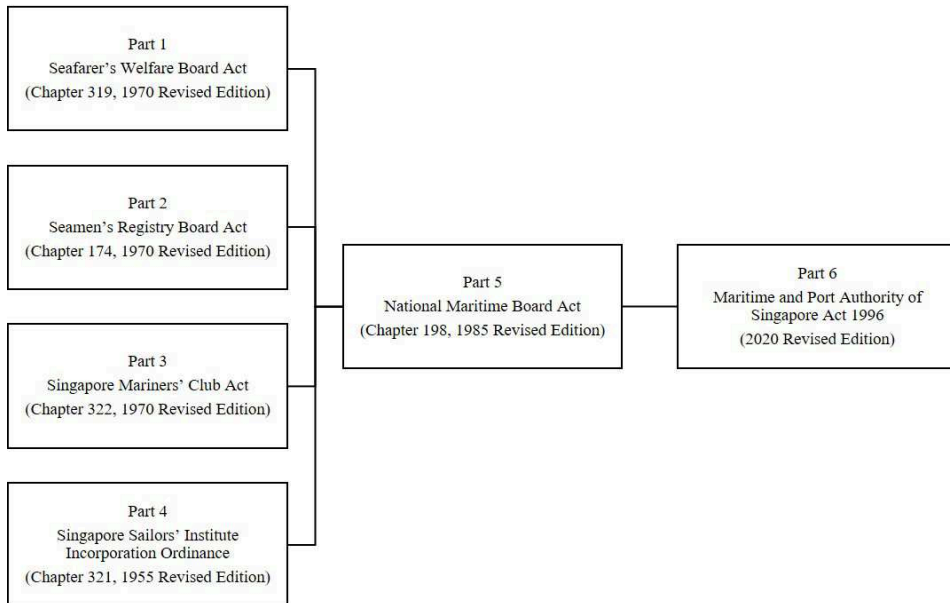 Part 1
Seafarer’s Welfare Board Act
(Chapter 319, 1970 Revised Edition)
Part 2
Seamen’s Registry Board Act
(Chapter 174, 1970 Revised Edition)
Part 3
Singapore Mariners’ Club Act
(Chapter 322, 1970 Revised Edition)
Part 4
Singapore Sailors’ Institute
Incorporation Ordinance
(Chapter 321, 1955 Revised Edition)
Part 5
National Maritime Board Act
(Chapter 198, 1985 Revised Edition)
Part 6
Maritime and Port Authority of
Singapore Act 1996
(2020 Revised Edition)